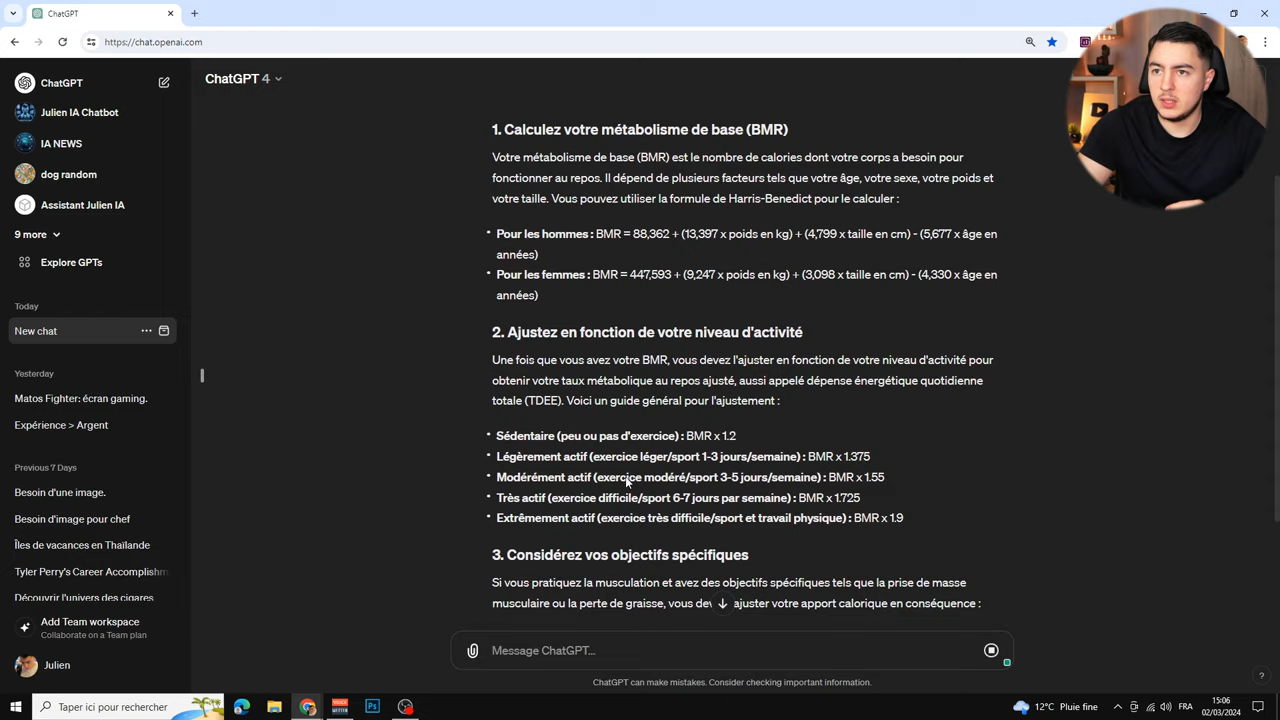 ChatGPT
https://chat.openai.com
ChatGPT
ChatGPT 4
Julien IA Chatbot
IA NEWS
dog random
Assistant Julien IA
9 more
Explore GPTs
Today
New chat
Yesterday
Matos Fighter: écran gaming.
Expérience > Argent
Previous 7 Days
Besoin d'une image.
Besoin d'image pour chef
Îles de vacances en Thaïlande
Tyler Perry's Career Accomplishm
Découvrir l'univers des cigares
Add Team workspace
Collaborate on a Team plan
Julien
1. Calculez votre métabolisme de base (BMR)
Votre métabolisme de base (BMR) est le nombre de calories dont votre corps a besoin pour
fonctionner au repos. Il dépend de plusieurs facteurs tels que votre âge, votre sexe, votre poids et
votre taille. Vous pouvez utiliser la formule de Harris-Benedict pour le calculer :
• Pour les hommes : BMR = 88,362 + (13,397 x poids en kg) + (4,799 x taille en cm) - (5,677 x âge en
années)
• Pour les femmes : BMR = 447,593 + (9,247 x poids en kg) + (3,098 x taille en cm) - (4,330 x âge en
années)
2. Ajustez en fonction de votre niveau d'activité
Une fois que vous avez votre BMR, vous devez l'ajuster en fonction de votre niveau d'activité pour
obtenir votre taux métabolique au repos ajusté, aussi appelé dépense énergétique quotidienne
totale (TDEE). Voici un guide général pour l'ajustement :
• Sédentaire (peu ou pas d'exercice) : BMR x 1.2
• Légèrement actif (exercice léger/sport 1-3 jours/semaine) : BMR x 1.375
• Modérément actif (exercice modéré/sport 3-5 jours/semaine) : BMR x 1.55
• Très actif (exercice difficile/sport 6-7 jours par semaine) : BMR x 1.725
• Extrêmement actif (exercice très difficile/sport et travail physique) : BMR x 1.9
3. Considérez vos objectifs spécifiques
Si vous pratiquez la musculation et avez des objectifs spécifiques tels que la prise de masse
musculaire ou la perte de graisse, vous dev ajuster votre apport calorique en conséquence :
Message ChatGPT...
ChatGPT can make mistakes. Consider checking important information.
?
Taper ici pour rechercher
12°C Pluie fine
FRA
15:06
02/03/2024